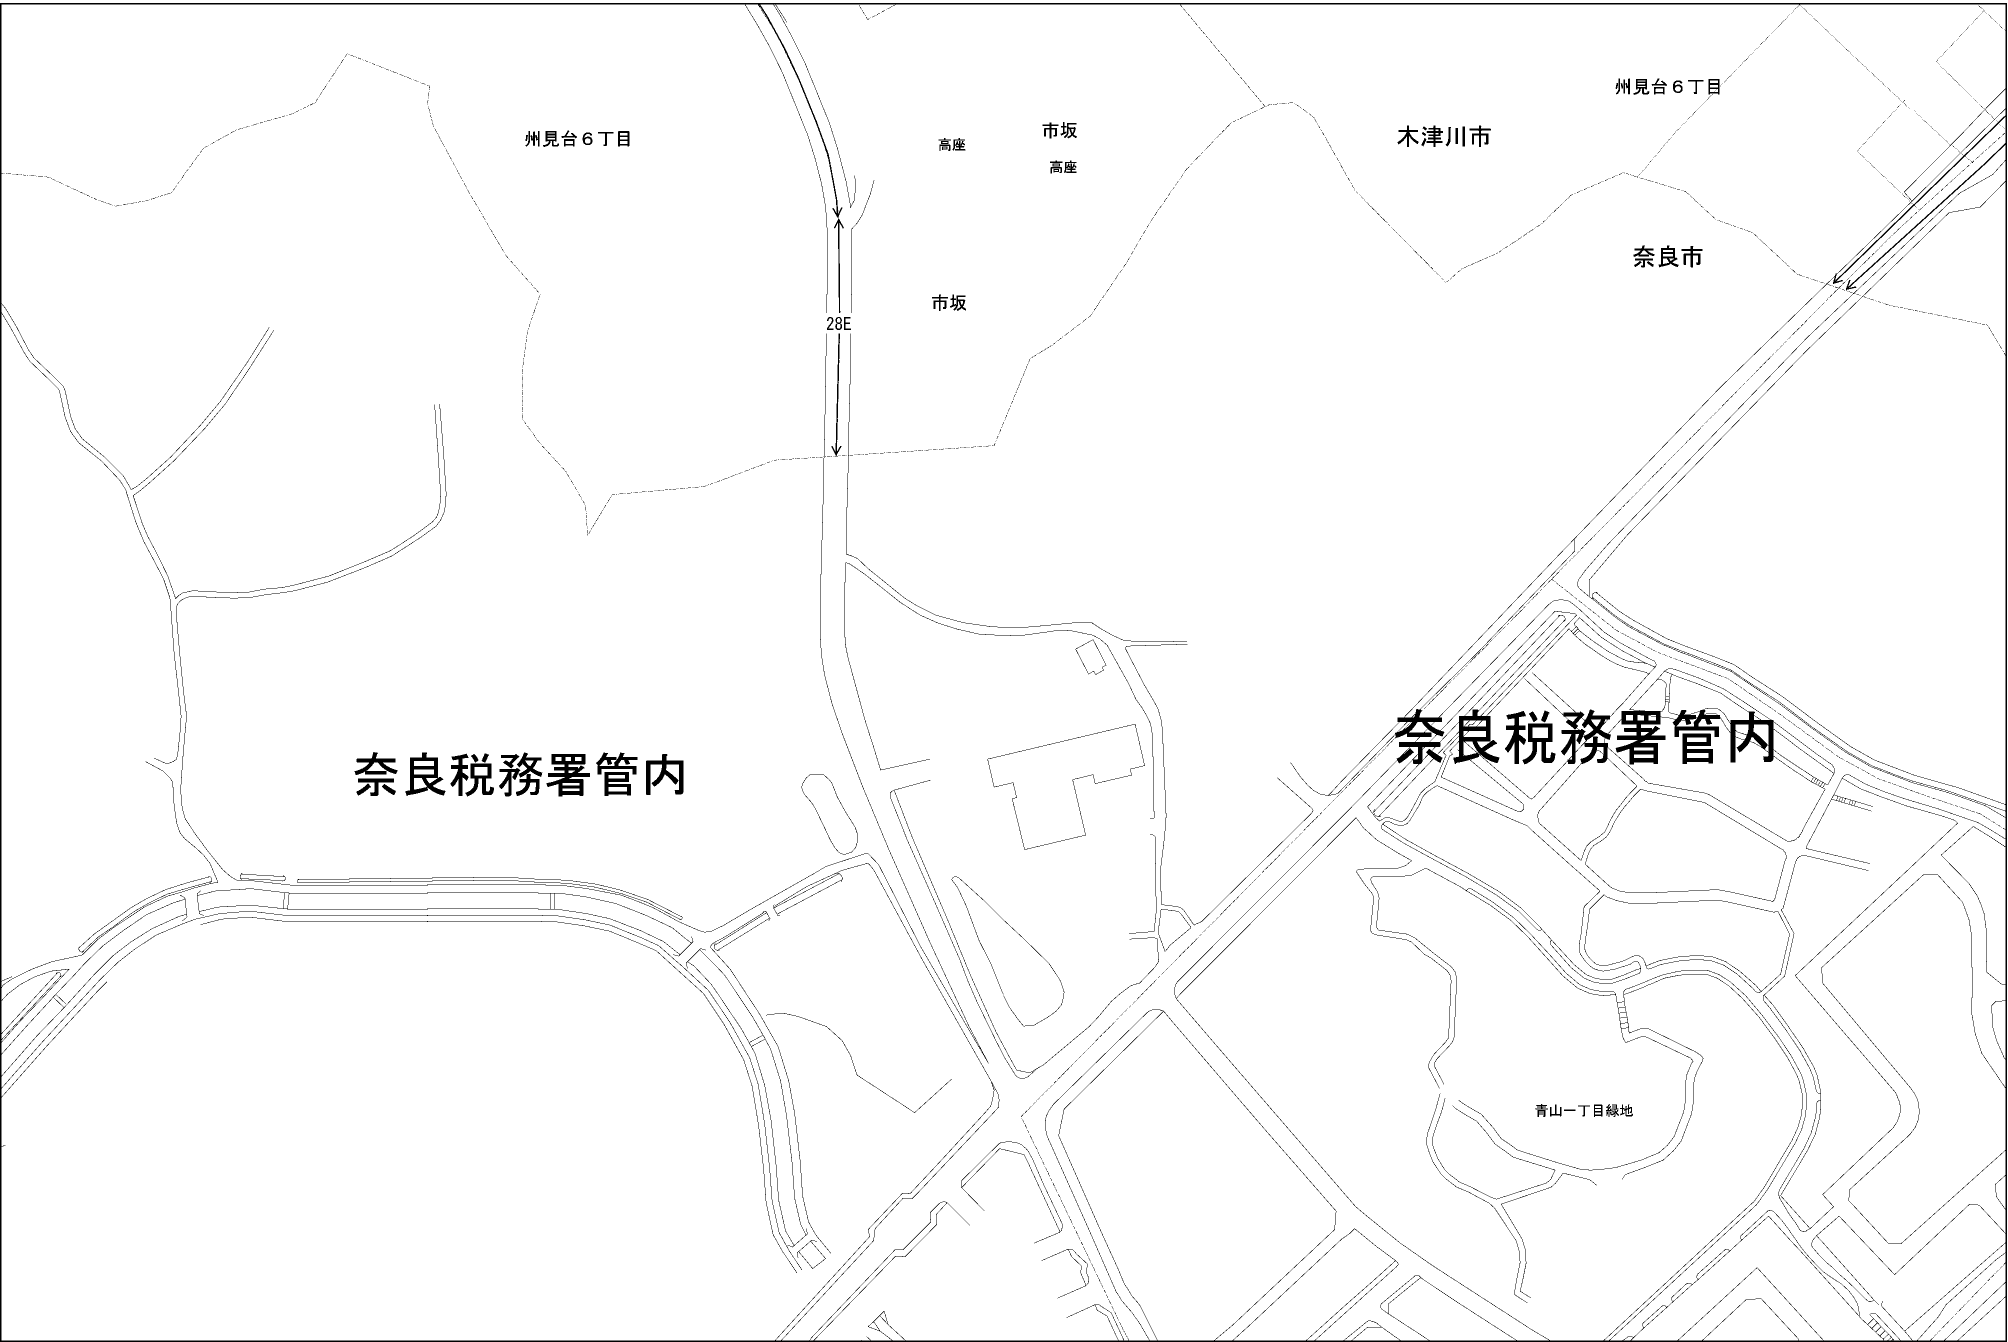 州見台６丁目
市坂
木津川市
州見台６丁目
高座
高座
奈良市
市坂
28E
奈良税務署管内
奈良税務署管内
青山一丁目緑地